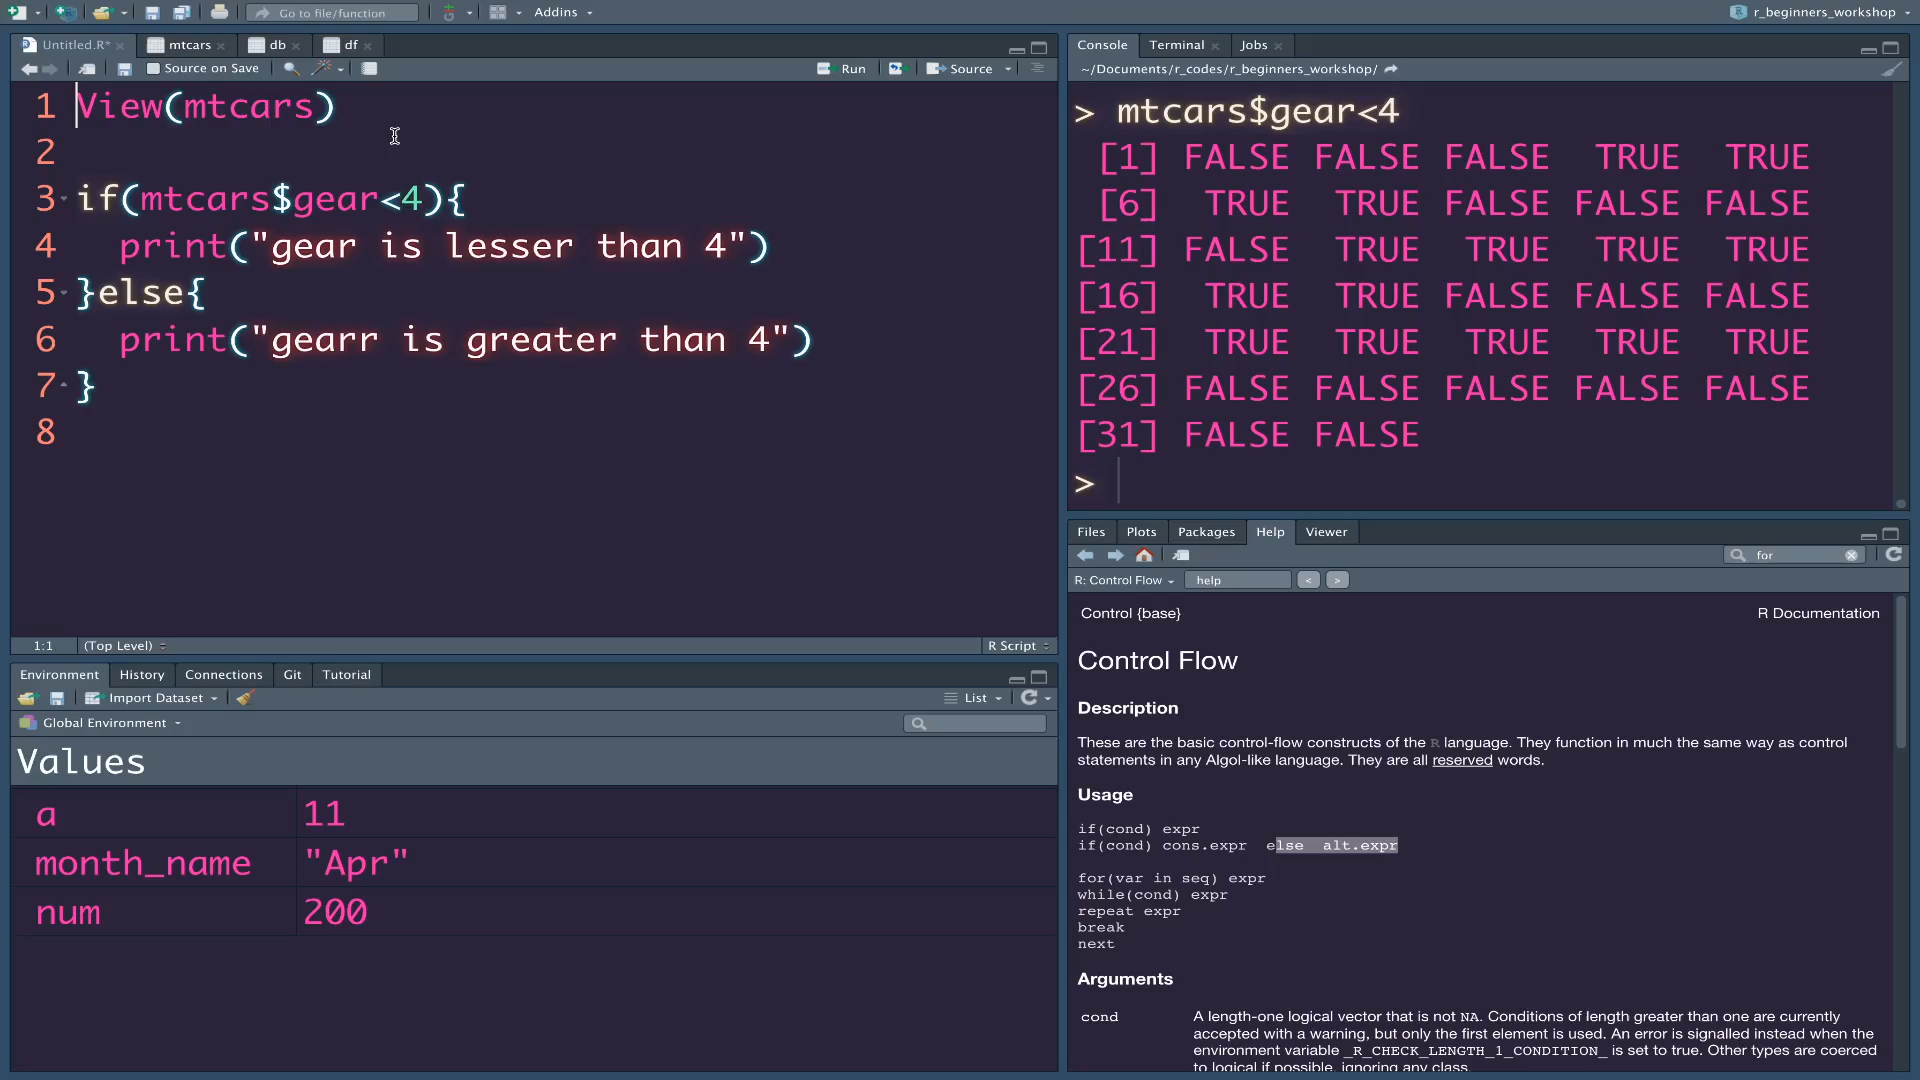 Go to file/function
Addins
r_beginners_workshop
Untitled.R*
mtcars
db
df
Source on Save
Run
Source
1 View(mtcars)
2
3 if(mtcars$gear<4){
4 print("gear is lesser than 4")
5 }else{
6 print("gearr is greater than 4")
7 }
8
1:1
(Top Level)
R Script
Environment
History
Connections
Git
Tutorial
Import Dataset
List
Global Environment
Values
a 11
month_name "Apr"
num 200
Console
Terminal
Jobs
~/Documents/r_codes/r_beginners_workshop/
> mtcars$gear<4
[1] FALSE FALSE FALSE TRUE TRUE
[6] TRUE TRUE FALSE FALSE FALSE
[11] FALSE TRUE TRUE TRUE TRUE
[16] TRUE TRUE FALSE FALSE FALSE
[21] TRUE TRUE TRUE TRUE TRUE
[26] FALSE FALSE FALSE FALSE FALSE
[31] FALSE FALSE
>
Files
Plots
Packages
Help
Viewer
for
R: Control Flow
help
<
>
Control {base}
R Documentation
Control Flow
Description
These are the basic control-flow constructs of the R language. They function in much the same way as control
statements in any Algol-like language. They are all reserved words.
Usage
if(cond) expr
if(cond) cons.expr else alt.expr
for(var in seq) expr
while(cond) expr
repeat expr
break
next
Arguments
cond
A length-one logical vector that is not NA. Conditions of length greater than one are currently
accepted with a warning, but only the first element is used. An error is signalled instead when the
environment variable _R_CHECK_LENGTH_1_CONDITION_ is set to true. Other types are coerced
to logical if possible, ignoring any class.